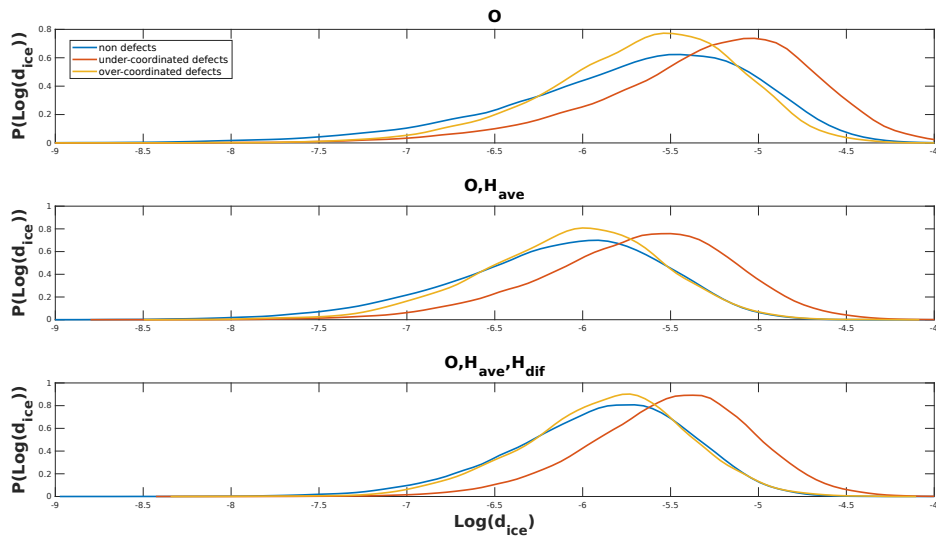 O
P(Log(d_ice))
0.8
0.6
0.4
0.2
0
non defects
under-coordinated defects
over-coordinated defects
-9 -8.5 -8 -7.5 -7 -6.5 -6 -5.5 -5 -4.5 -4
O,H_ave
P(Log(d_ice))
1
0.8
0.6
0.4
0.2
0
-9 -8.5 -8 -7.5 -7 -6.5 -6 -5.5 -5 -4.5 -4
O,H_ave,H_dif
P(Log(d_ice))
1
0.8
0.6
0.4
0.2
0
-9 -8.5 -8 -7.5 -7 -6.5 -6 -5.5 -5 -4.5 -4
Log(d_ice)